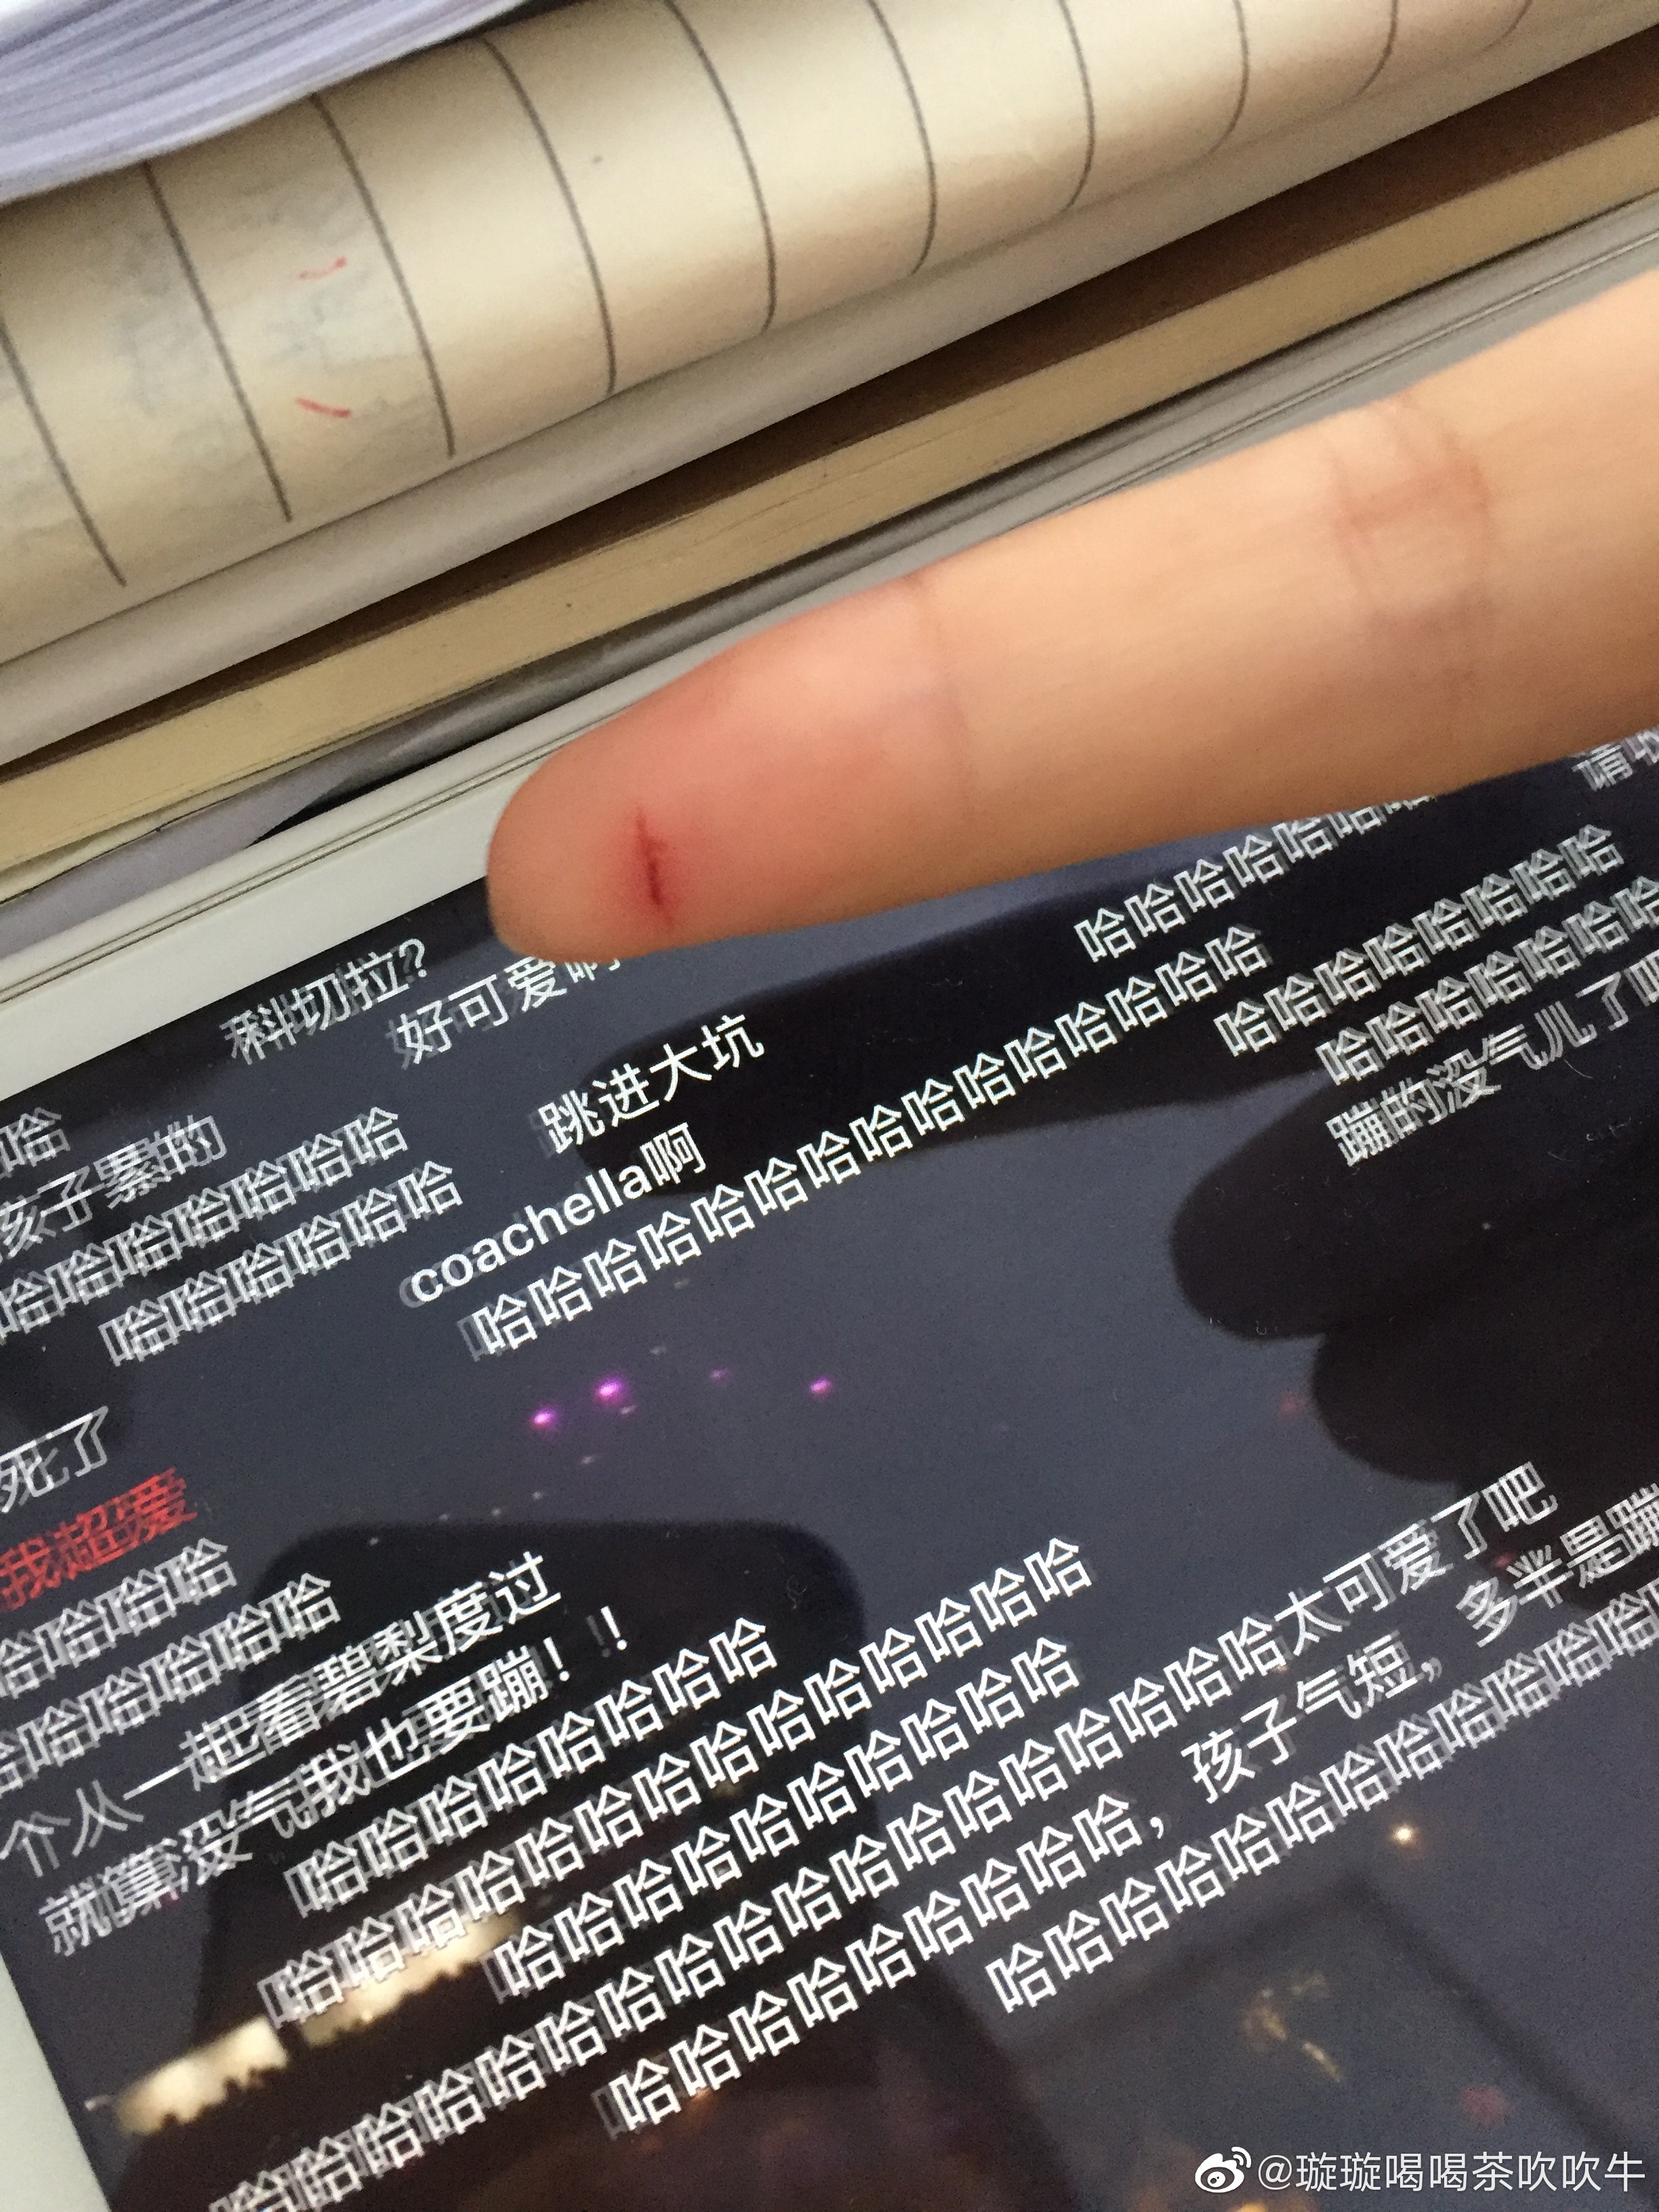 请
科切拉?
好可爱啊
哈哈哈哈哈哈哈
跳进大坑
哈哈哈哈哈哈哈哈
coachella啊
哈哈哈哈哈哈哈哈哈哈哈哈哈哈
哈哈哈哈哈哈哈
蹦的没气儿了吧
哈
孩子累的
哈哈哈哈哈哈哈哈
哈哈哈哈哈哈哈
死了
我超爱
哈哈哈哈哈
哈哈哈哈哈哈哈
个从一起看碧梨度过
就算没气我也要蹦！！
哈哈哈哈哈哈哈哈哈
哈哈哈哈哈哈哈哈哈哈哈哈哈哈哈
哈哈哈哈哈哈哈哈哈哈哈
哈哈哈哈哈哈哈哈哈哈哈哈哈哈哈哈哈哈太可爱了吧
哈哈哈哈哈哈哈哈哈哈，孩子气短，多半是蹦
哈哈哈哈哈哈哈哈哈哈哈哈
@璇璇喝喝茶吹吹牛